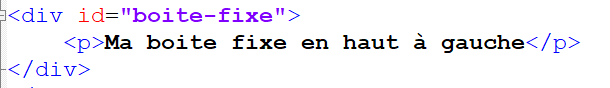 <div id="boite-fixe">
<p>Ma boite fixe en haut à gauche</p>
</div>